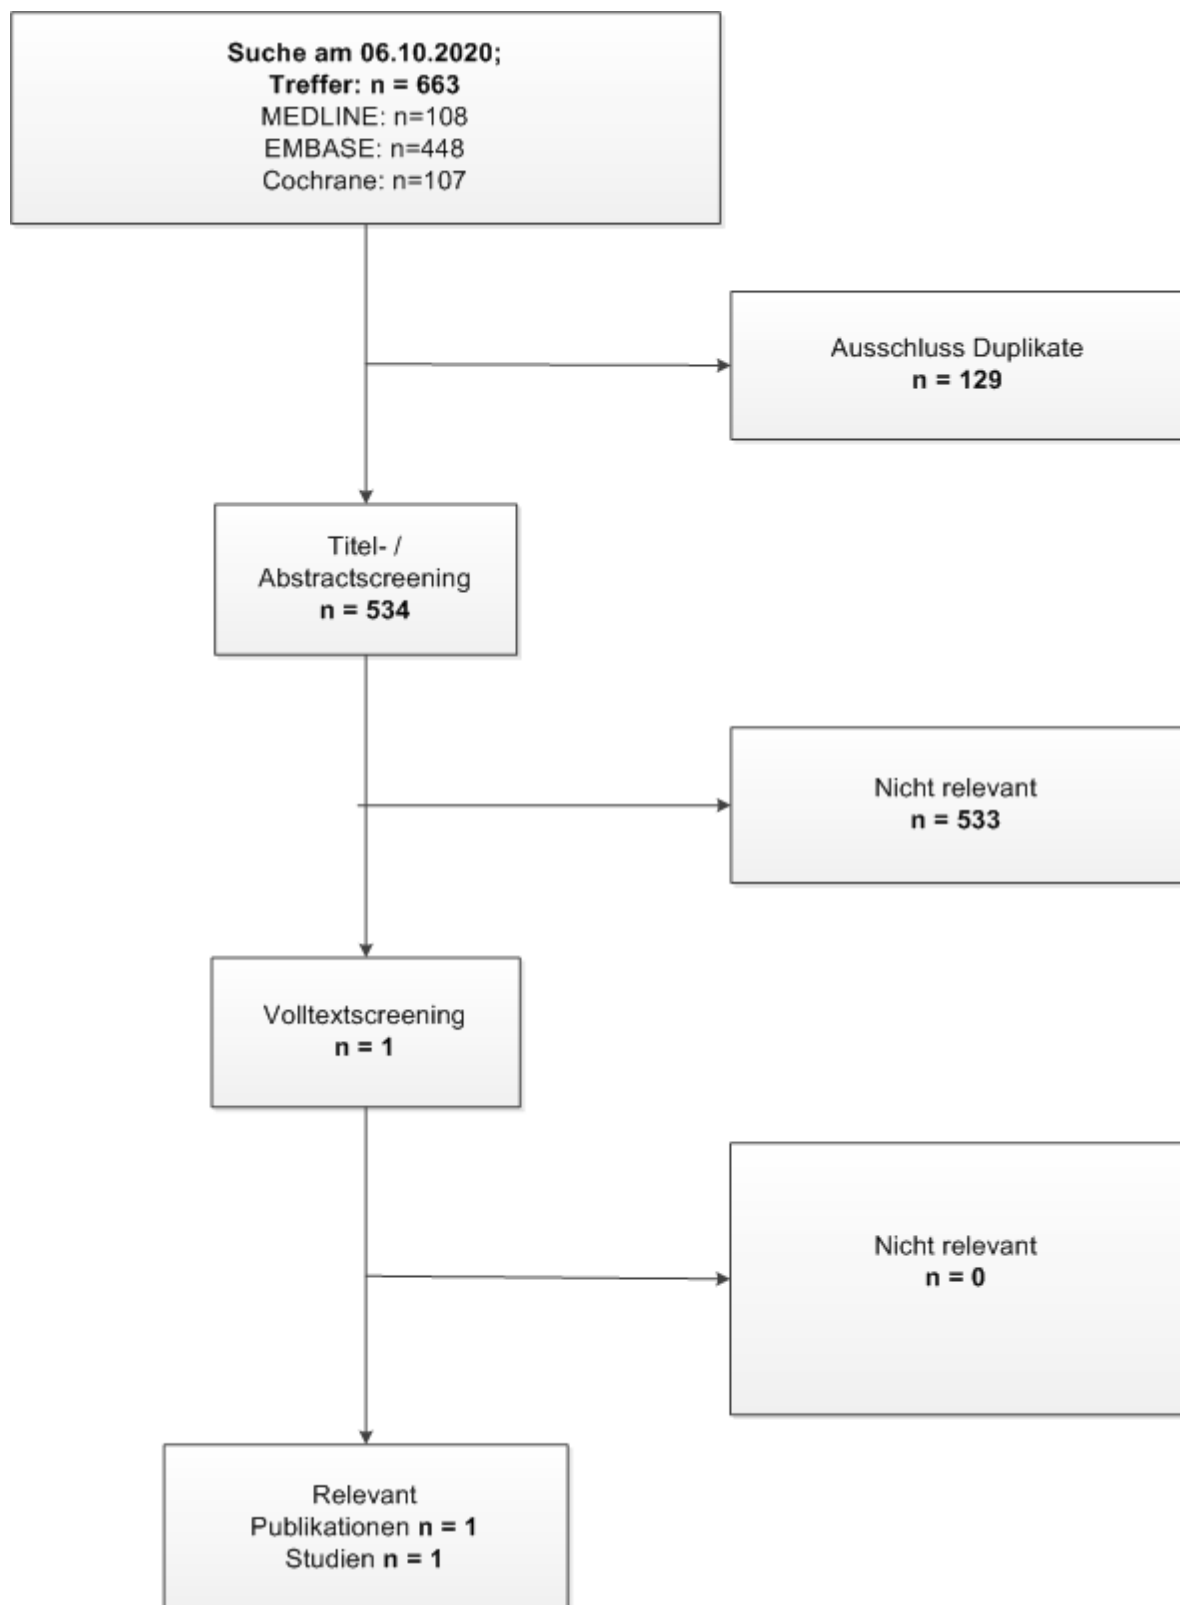 Suche am 06.10.2020;
Treffer: n = 663
MEDLINE: n=108
EMBASE: n=448
Cochrane: n=107
Ausschluss Duplikate
n = 129
Titel- /
Abstractscreening
n = 534
Nicht relevant
n = 533
Volltextscreening
n = 1
Nicht relevant
n = 0
Relevant
Publikationen n = 1
Studien n = 1